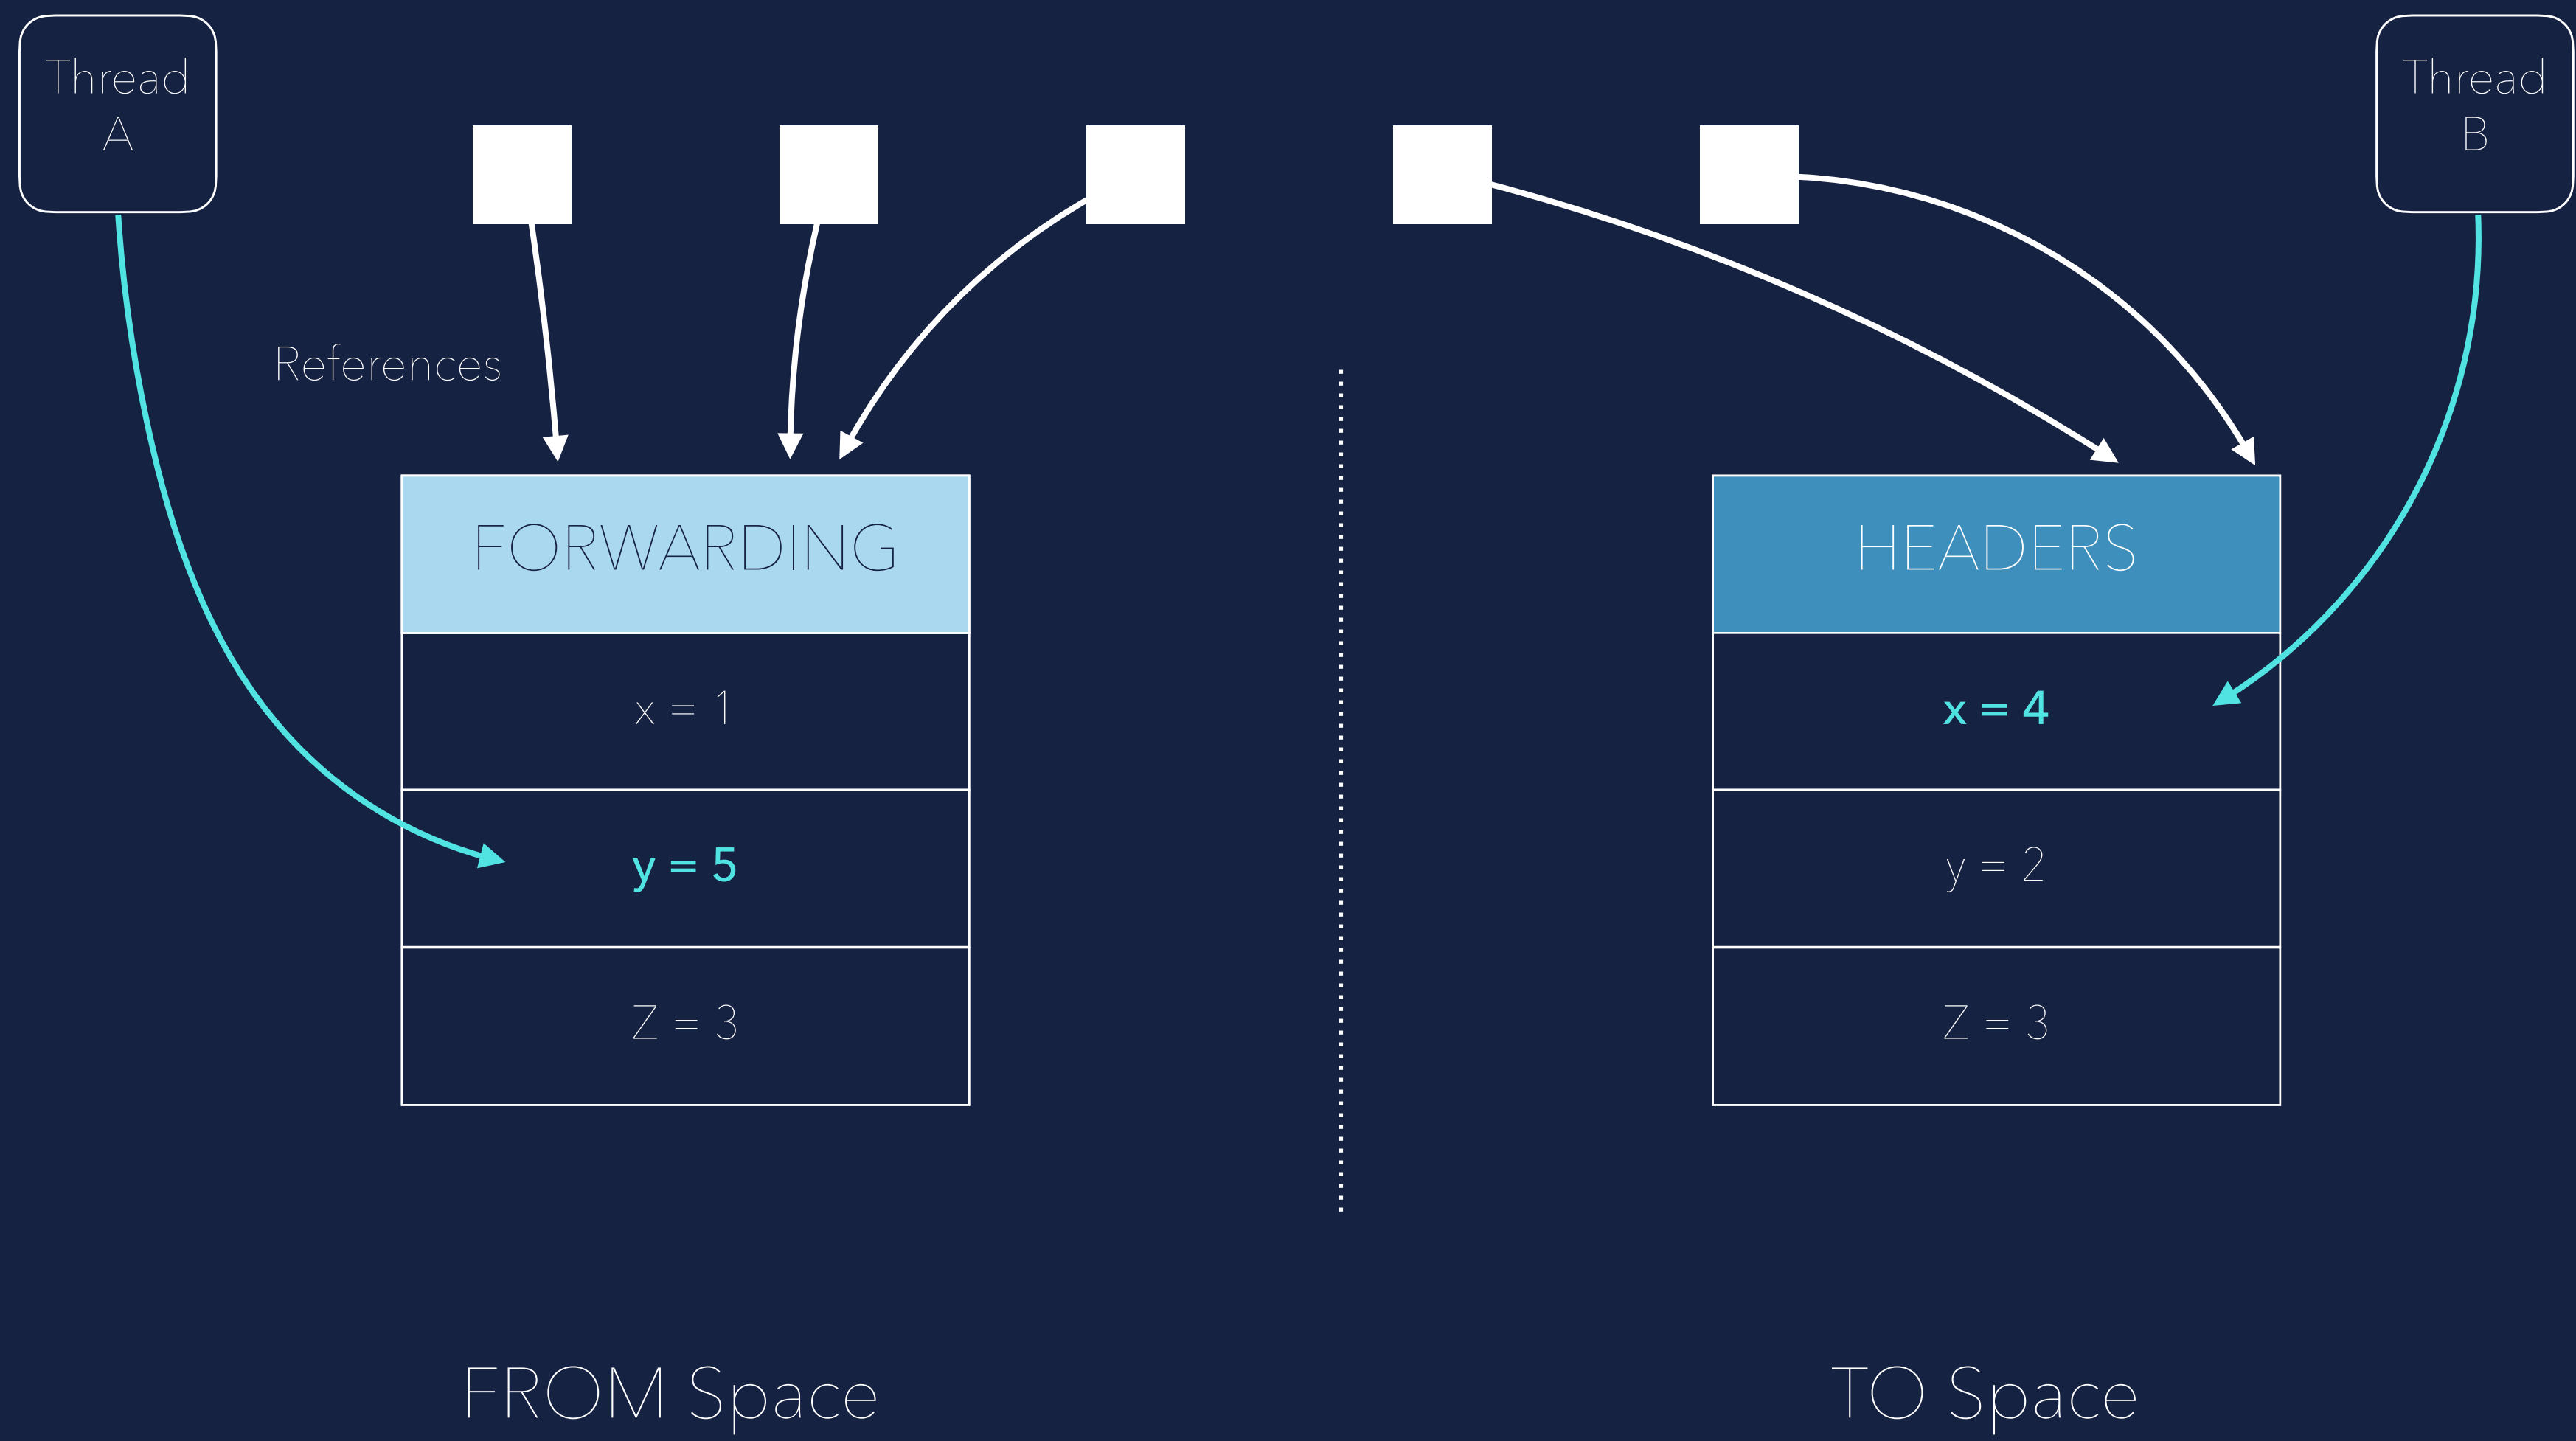 Thread
A
Thread
B
References
FORWARDING
x = 1
y = 5
Z = 3
HEADERS
x = 4
y = 2
Z = 3
FROM Space
TO Space